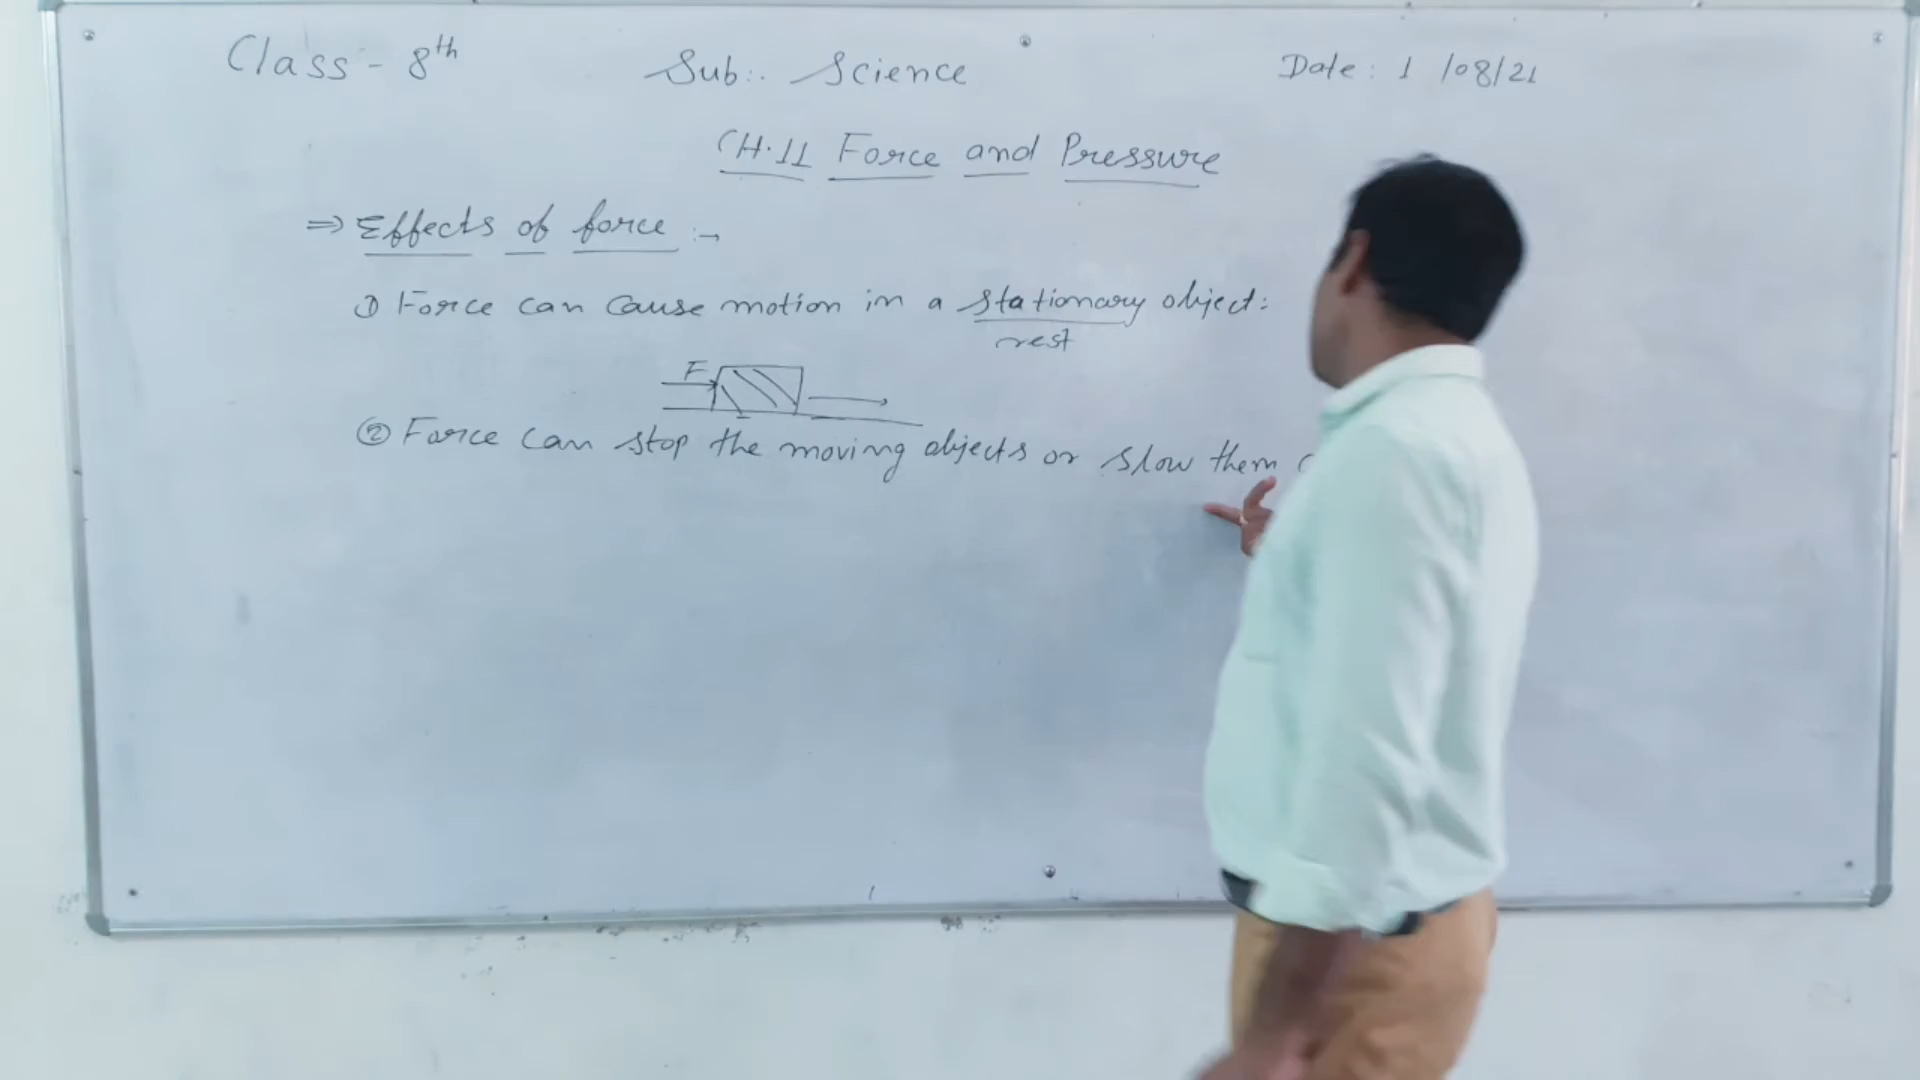 Class - 8th
Sub:. Science
Date : 1 /08/21
CH.11 Force and Pressure
⇒ Effects of force :→
① Force can cause motion in a stationary object:
rest
F
② Force can stop the moving objects or slow them